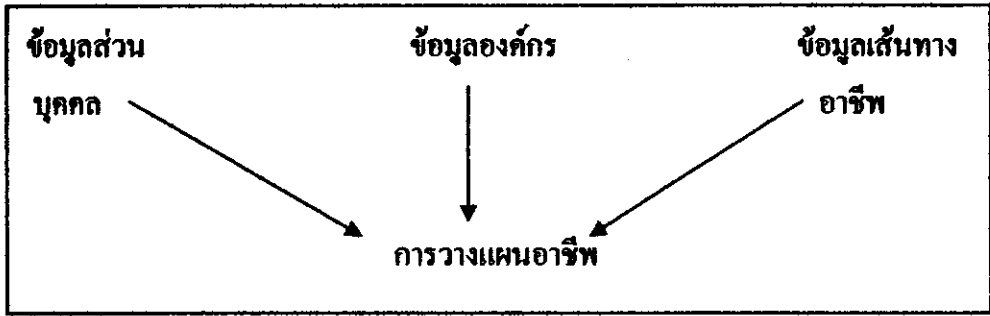 ข้อมูลส่วน
บุคคล
ข้อมูลองค์กร
ข้อมูลเส้นทาง
อาชีพ
การวางแผนอาชีพ